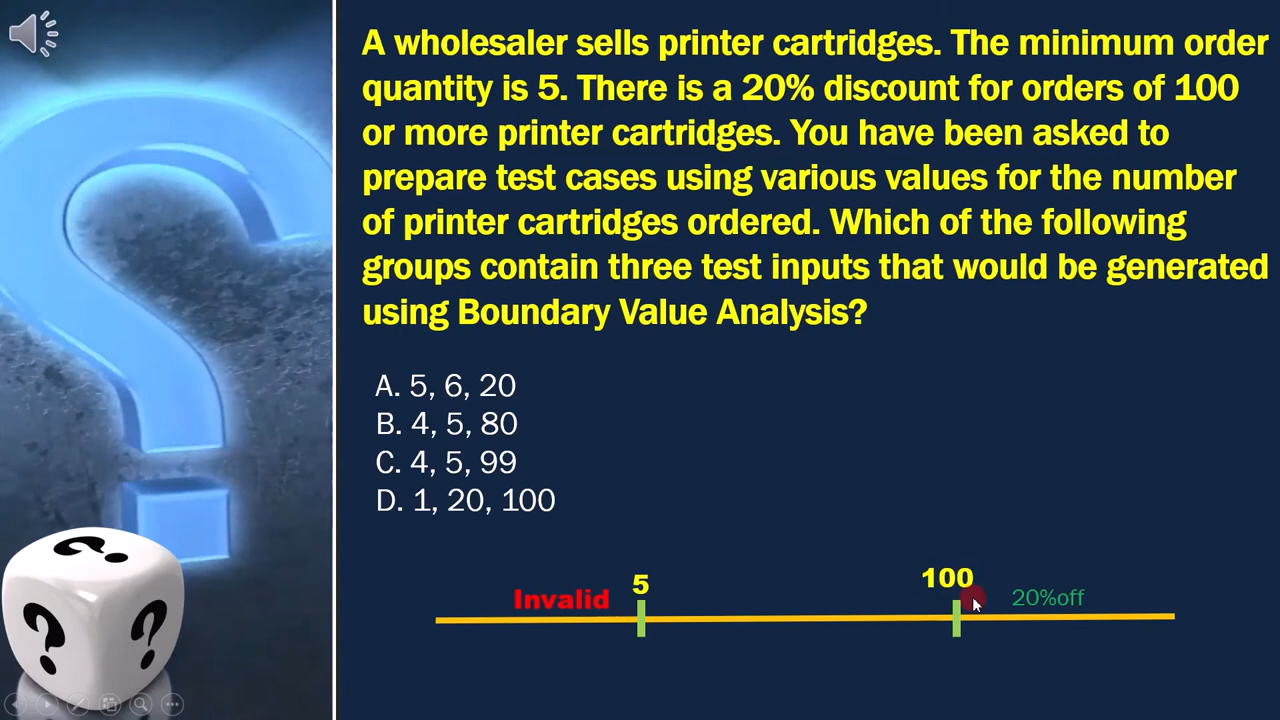 A wholesaler sells printer cartridges. The minimum order
quantity is 5. There is a 20% discount for orders of 100
or more printer cartridges. You have been asked to
prepare test cases using various values for the number
of printer cartridges ordered. Which of the following
groups contain three test inputs that would be generated
using Boundary Value Analysis?
A. 5, 6, 20
B. 4, 5, 80
C. 4, 5, 99
D. 1, 20, 100
Invalid
5
100
20%off
? ?
? ?